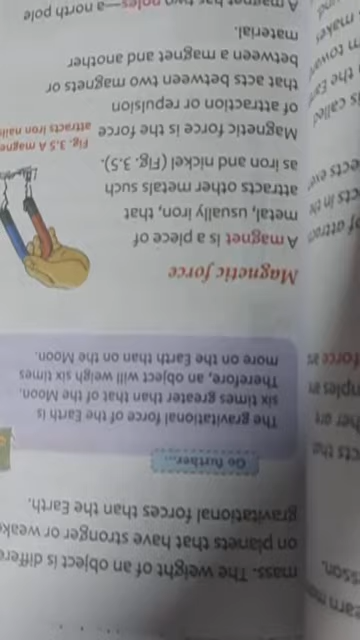 mass. The weight of an object is
on planets that have stronger or
gravitational forces than the Earth.
Go further...
The gravitational force of the Earth is
six times greater than that of the Moon.
Therefore, an object will weigh six times
more on the Earth than on the Moon.
Magnetic force
A magnet is a piece of
metal, usually iron, that
attracts other metals such
as iron and nickel (Fig. 3.5).
Fig. 3.5 A
attracts iron
Magnetic force is the force
of attraction or repulsion
that acts between two magnets or
between a magnet and another
material.
A magnet has two poles—a north pole